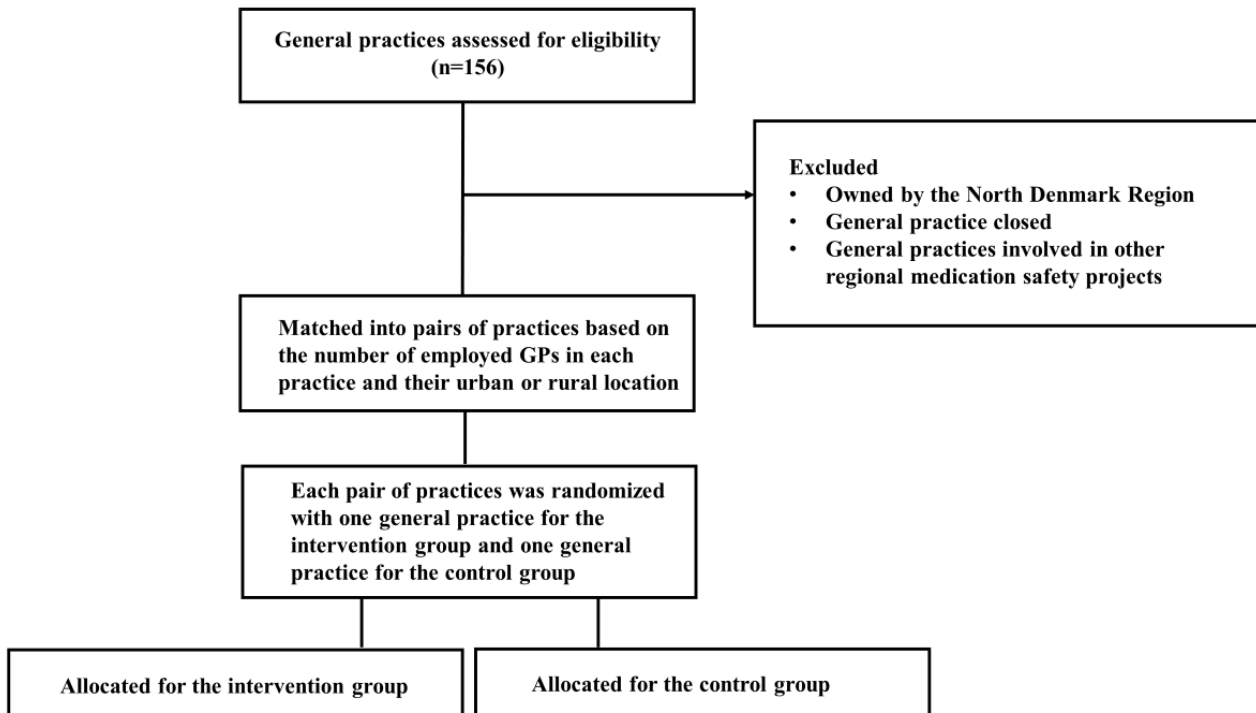 General practices assessed for eligibility
(n=156)
Excluded
• Owned by the North Denmark Region
• General practice closed
• General practices involved in other
regional medication safety projects
Matched into pairs of practices based on
the number of employed GPs in each
practice and their urban or rural location
Each pair of practices was randomized
with one general practice for the
intervention group and one general
practice for the control group
Allocated for the intervention group
Allocated for the control group